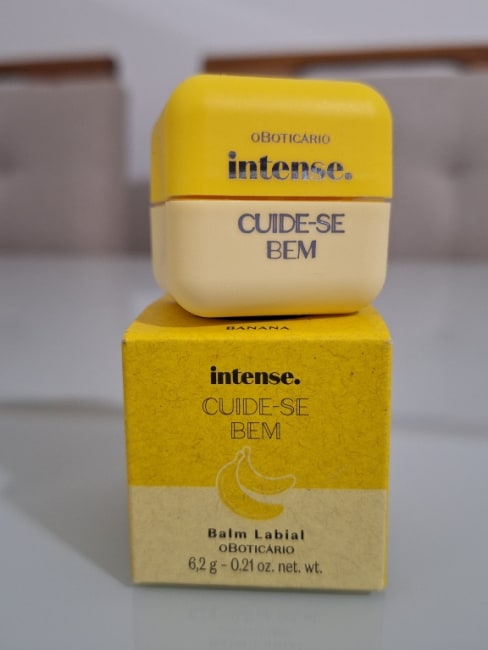 oBOTICÁRIO
intense.
CUIDE-SE
BEM
BANANA
intense.
CUIDE-SE
BEM
Balm Labial
oBOTICÁRIO
6,2 g - 0.21 oz. net. wt.